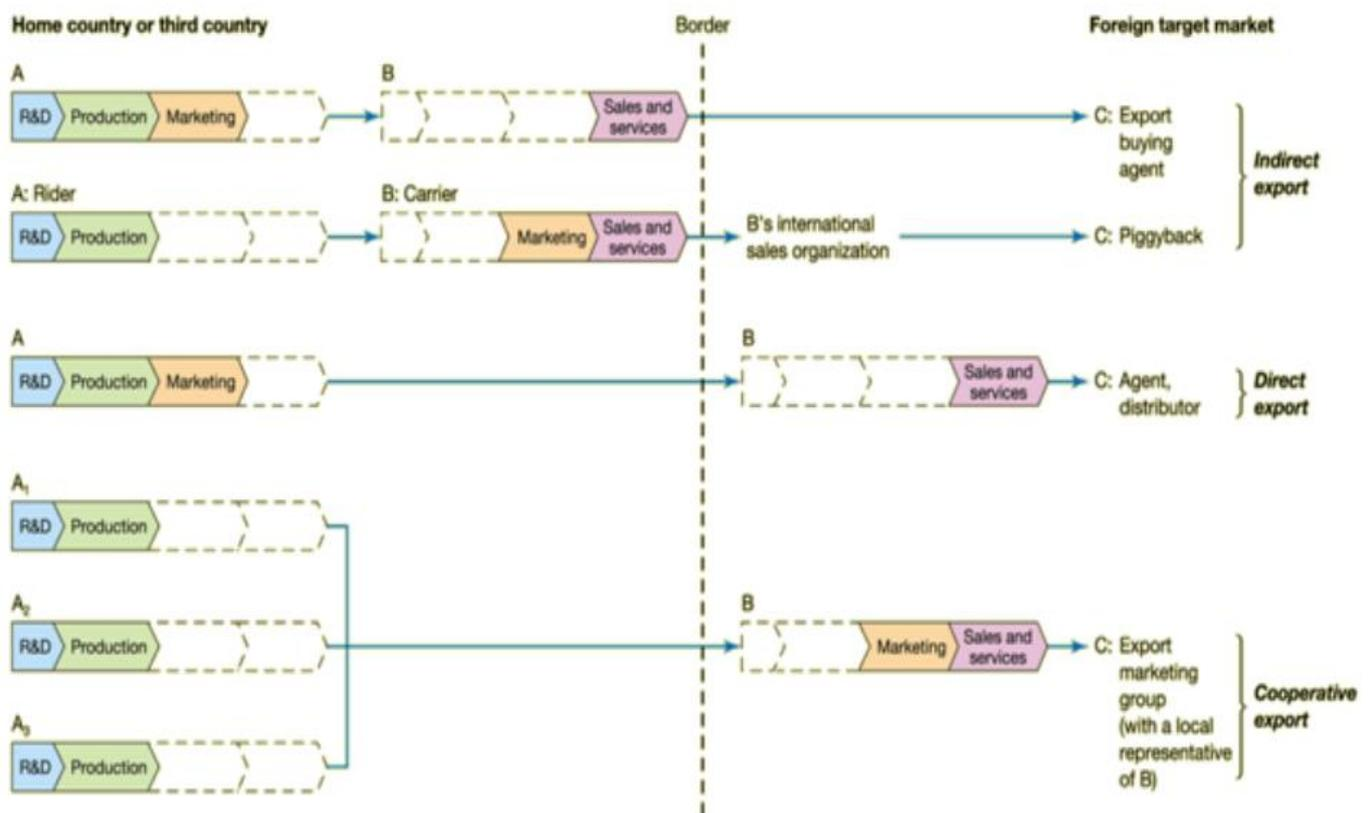 Home country or third country
Border
Foreign target market
A
B
R&D
Production
Marketing
Sales and
services
C: Export
buying
agent
Indirect
export
A: Rider
B: Carrier
R&D
Production
Marketing
Sales and
services
B's international
sales organization
C: Piggyback
A
B
R&D
Production
Marketing
Sales and
services
C: Agent,
distributor
Direct
export
A₁
R&D
Production
A₂
B
R&D
Production
Marketing
Sales and
services
C: Export
marketing
group
(with a local
representative
of B)
Cooperative
export
A₃
R&D
Production